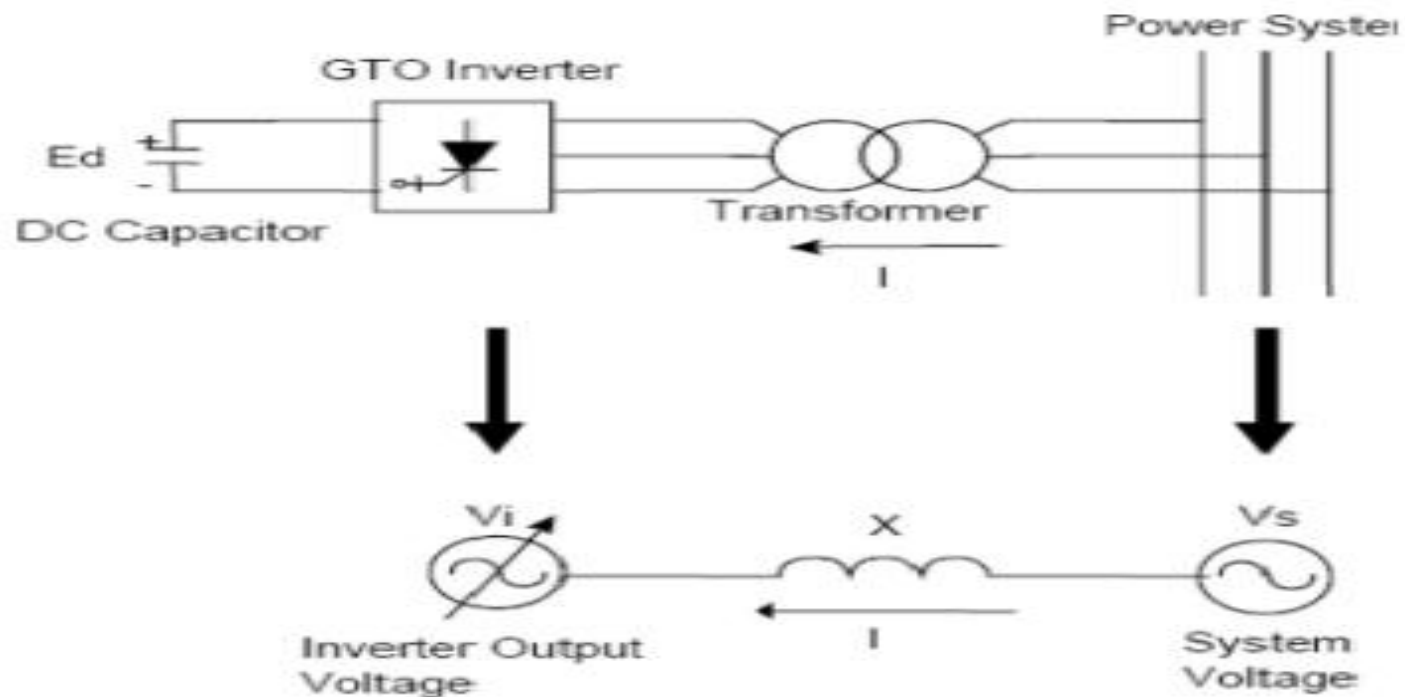 Power Syste
GTO Inverter
Ed
+
-
DC Capacitor
Transformer
I
Vi
X
Vs
I
Inverter Output
Voltage
System
Voltage